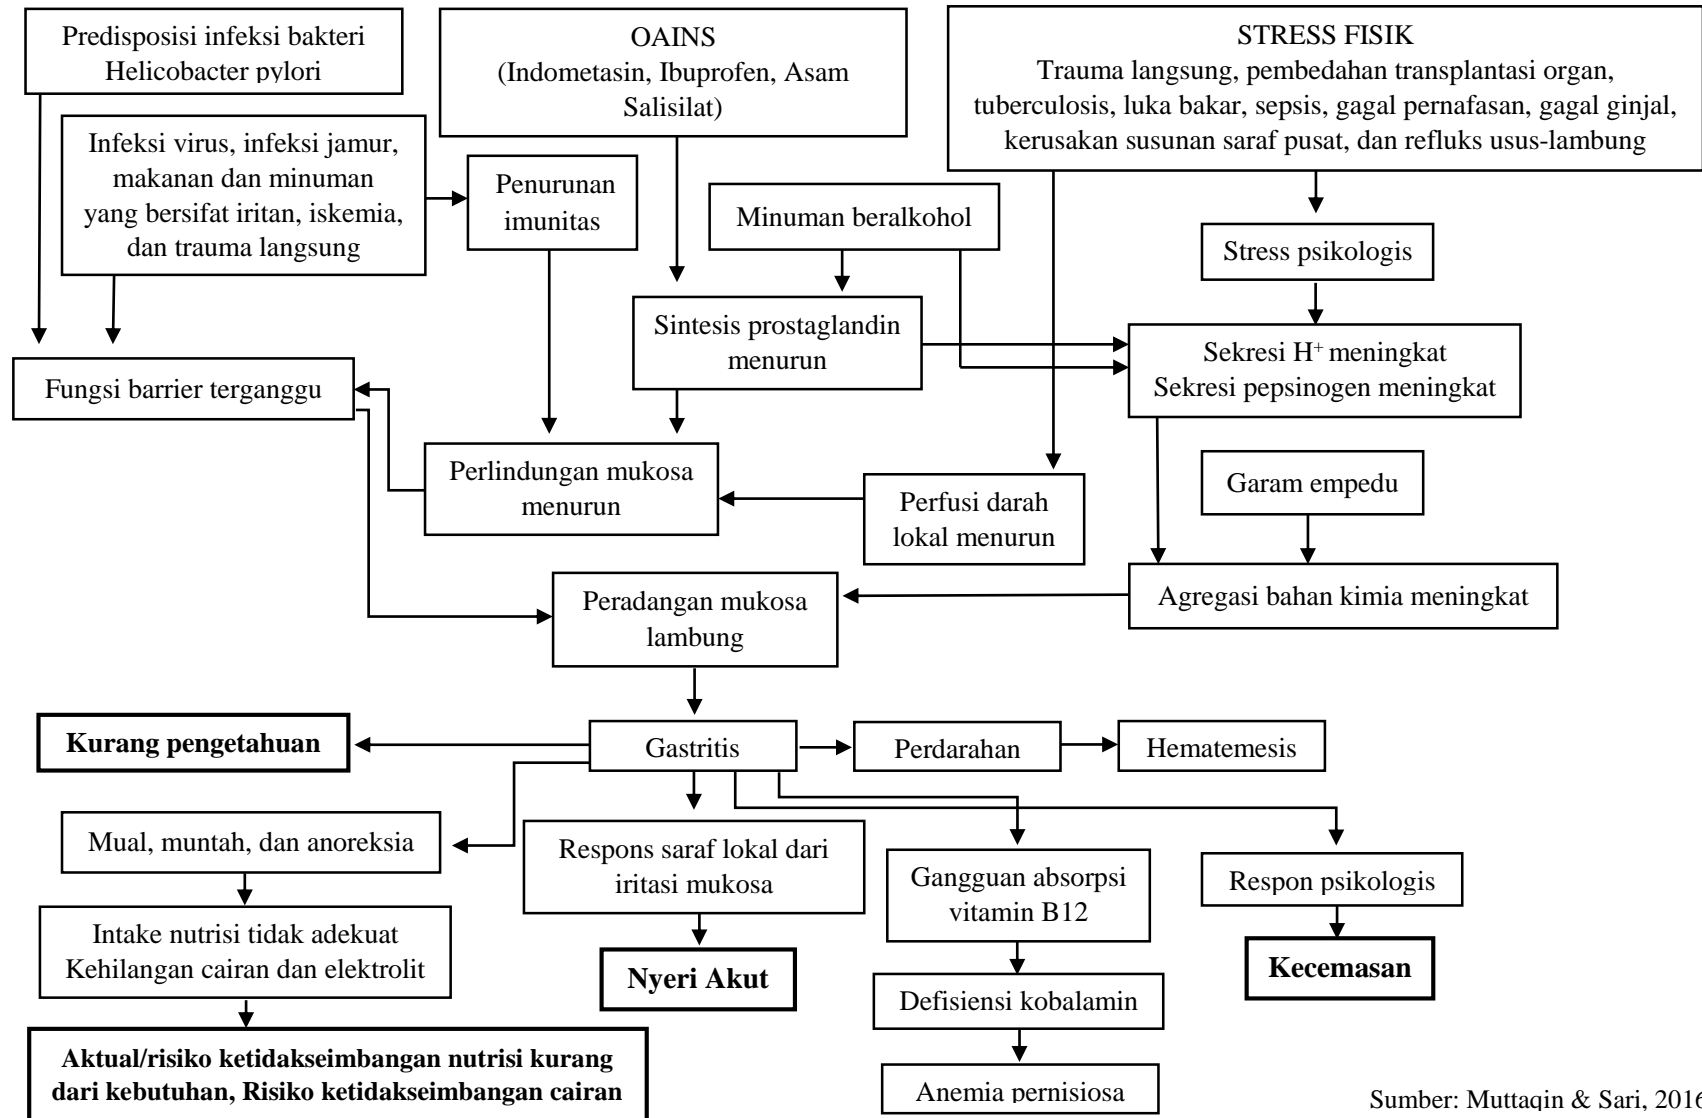 Predisposisi infeksi bakteri
Helicobacter pylori
OAINS
(Indometasin, Ibuprofen, Asam
Salisilat)
STRESS FISIK
Trauma langsung, pembedahan transplantasi organ,
tuberculosis, luka bakar, sepsis, gagal pernafasan, gagal ginjal,
kerusakan susunan saraf pusat, dan refluks usus-lambung
Infeksi virus, infeksi jamur,
makanan dan minuman
yang bersifat iritan, iskemia,
dan trauma langsung
Penurunan
imunitas
Minuman beralkohol
Stress psikologis
Sintesis prostaglandin
menurun
Sekresi H⁺ meningkat
Sekresi pepsinogen meningkat
Fungsi barrier terganggu
Perlindungan mukosa
menurun
Perfusi darah
lokal menurun
Garam empedu
Peradangan mukosa
lambung
Agregasi bahan kimia meningkat
Kurang pengetahuan
Gastritis
Perdarahan
Hematemesis
Mual, muntah, dan anoreksia
Respons saraf lokal dari
iritasi mukosa
Gangguan absorpsi
vitamin B12
Respon psikologis
Intake nutrisi tidak adekuat
Kehilangan cairan dan elektrolit
Nyeri Akut
Kecemasan
Defisiensi kobalamin
Aktual/risiko ketidakseimbangan nutrisi kurang
dari kebutuhan, Risiko ketidakseimbangan cairan
Anemia pernisiosa
Sumber: Muttaqin & Sari, 2016